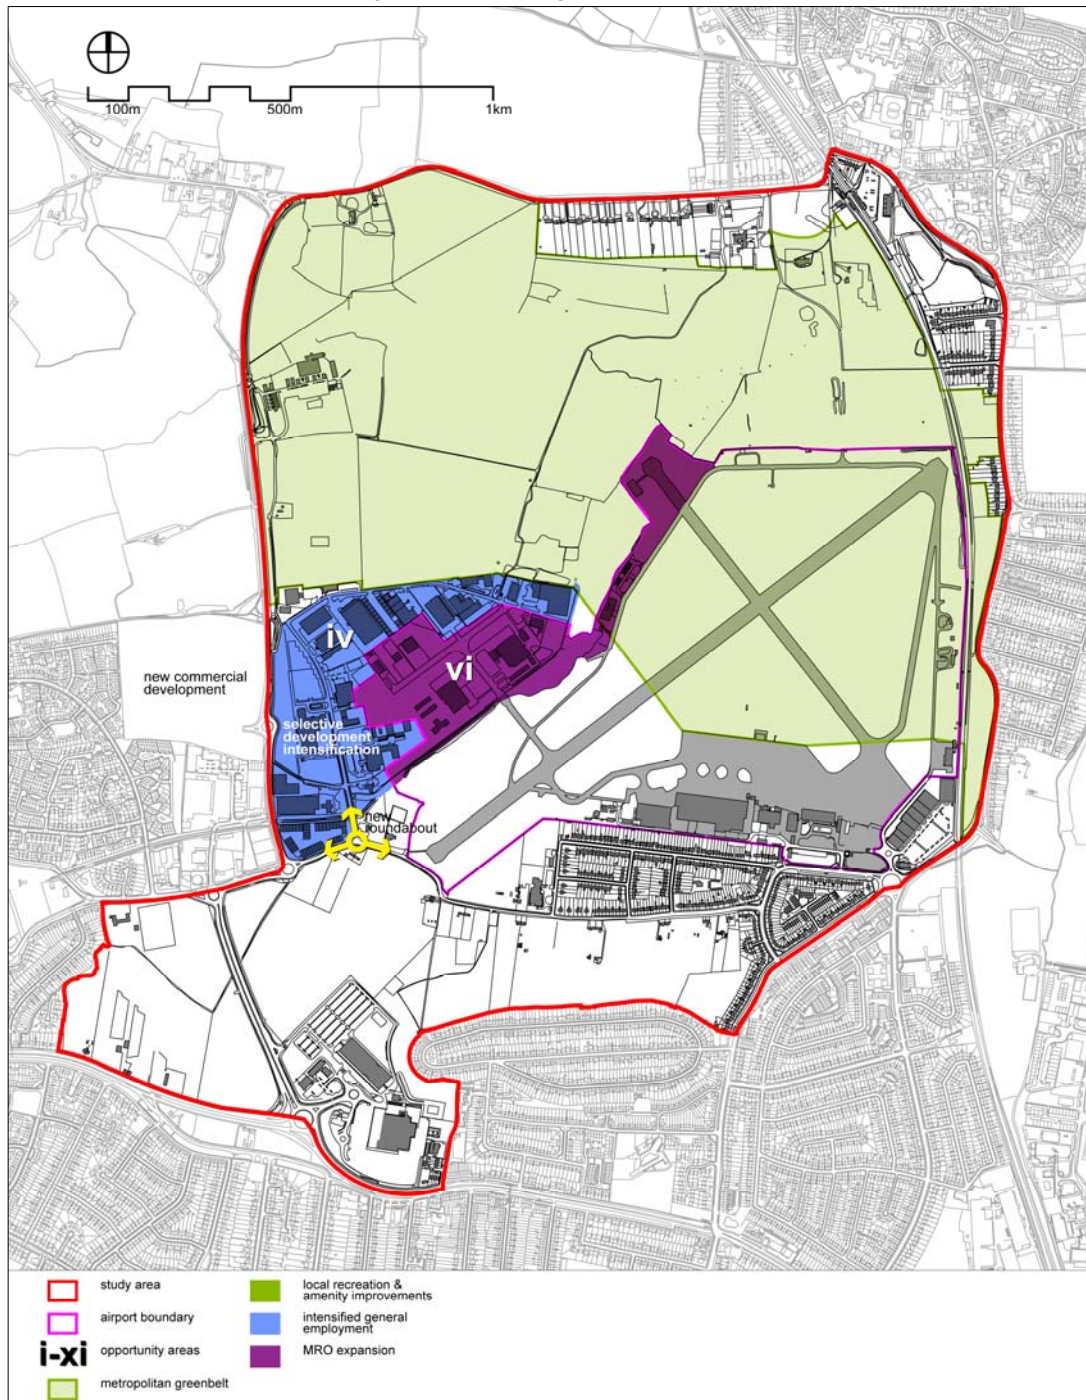 100m
500m
1km
iv
vi
new commercial
development
selective
development
intensification
new
roundabout
study area
airport boundary
i-xi
opportunity areas
metropolitan greenbelt
local recreation &
amenity improvements
intensified general
employment
MRO expansion